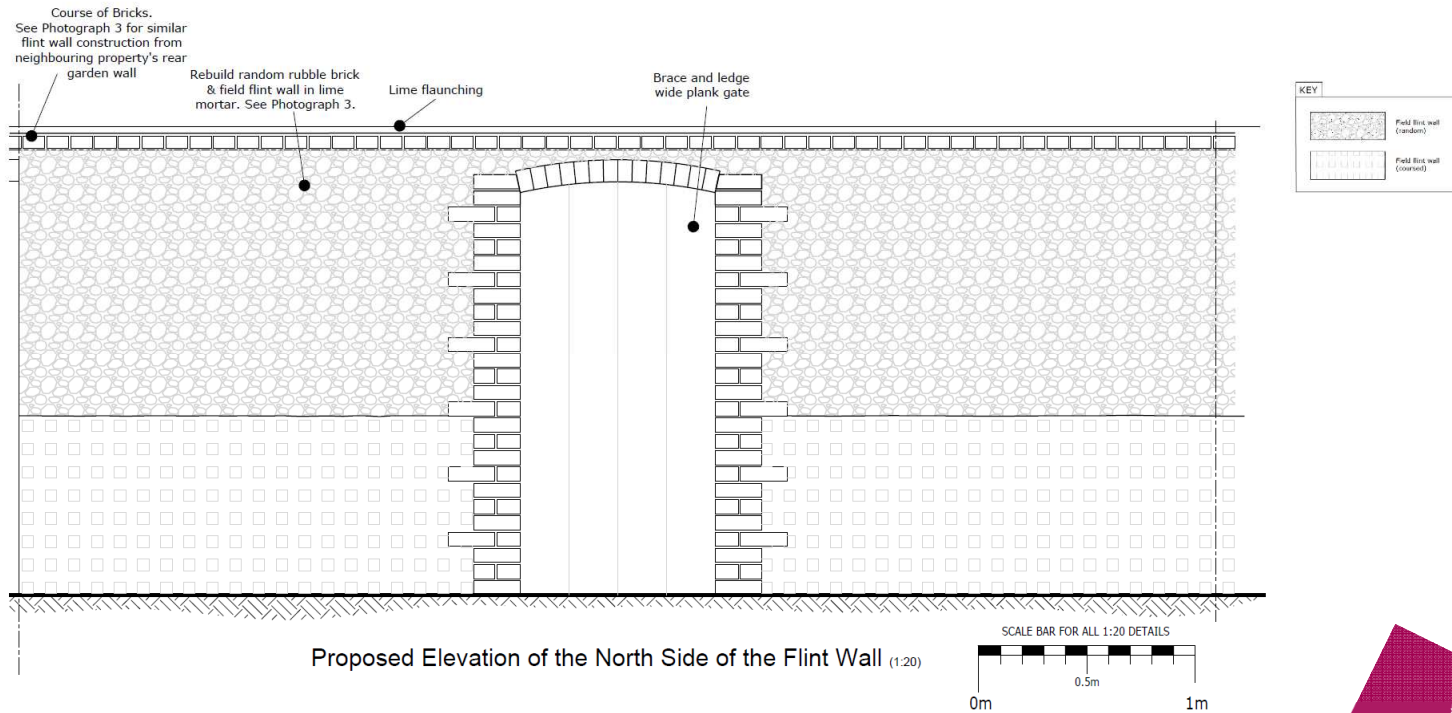 Course of Bricks.
See Photograph 3 for similar
flint wall construction from
neighbouring property's rear
garden wall
Rebuild random rubble brick
& field flint wall in lime
mortar. See Photograph 3.
Lime flaunching
Brace and ledge
wide plank gate
KEY
Field flint wall
(random)
Field flint wall
(coursed)
Proposed Elevation of the North Side of the Flint Wall (1:20)
SCALE BAR FOR ALL 1:20 DETAILS
0.5m
0m
1m